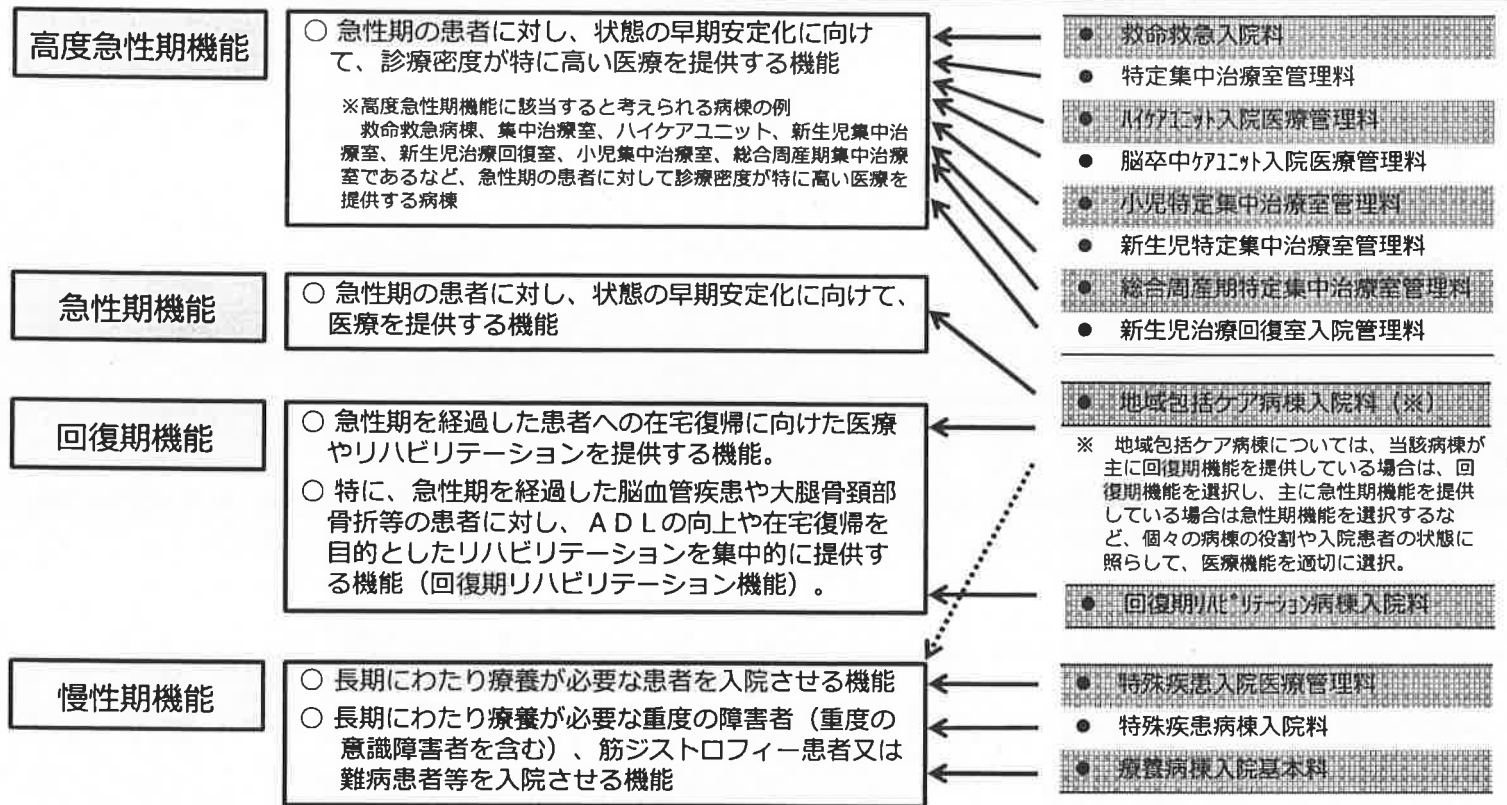 高度急性期機能
○ 急性期の患者に対し、状態の早期安定化に向け
て、診療密度が特に高い医療を提供する機能
※高度急性期機能に該当すると考えられる病棟の例
救命救急病棟、集中治療室、ハイケアユニット、新生児集中治
療室、新生児治療回復室、小児集中治療室、総合周産期集中治療
室であるなど、急性期の患者に対して診療密度が特に高い医療を
提供する病棟
● 救命救急入院料
● 特定集中治療室管理料
● ﾊｲｹｱﾕﾆｯﾄ入院医療管理料
● 脳卒中ｹｱﾕﾆｯﾄ入院医療管理料
● 小児特定集中治療室管理料
● 新生児特定集中治療室管理料
● 総合周産期特定集中治療室管理料
● 新生児治療回復室入院管理料
急性期機能
○ 急性期の患者に対し、状態の早期安定化に向けて、
医療を提供する機能
回復期機能
○ 急性期を経過した患者への在宅復帰に向けた医療
やリハビリテーションを提供する機能。
○ 特に、急性期を経過した脳血管疾患や大腿骨頚部
骨折等の患者に対し、ＡＤＬの向上や在宅復帰を
目的としたリハビリテーションを集中的に提供す
る機能（回復期リハビリテーション機能）。
● 地域包括ケア病棟入院料（※）
※ 地域包括ケア病棟については、当該病棟が
主に回復期機能を提供している場合は、回
復期機能を選択し、主に急性期機能を提供
している場合は急性期機能を選択するな
ど、個々の病棟の役割や入院患者の状態に
照らして、医療機能を適切に選択。
● 回復期ﾘﾊﾋﾞﾘﾃｰｼｮﾝ病棟入院料
慢性期機能
○ 長期にわたり療養が必要な患者を入院させる機能
○ 長期にわたり療養が必要な重度の障害者（重度の
意識障害者を含む）、筋ジストロフィー患者又は
難病患者等を入院させる機能
● 特殊疾患入院医療管理料
● 特殊疾患病棟入院料
● 療養病棟入院基本料